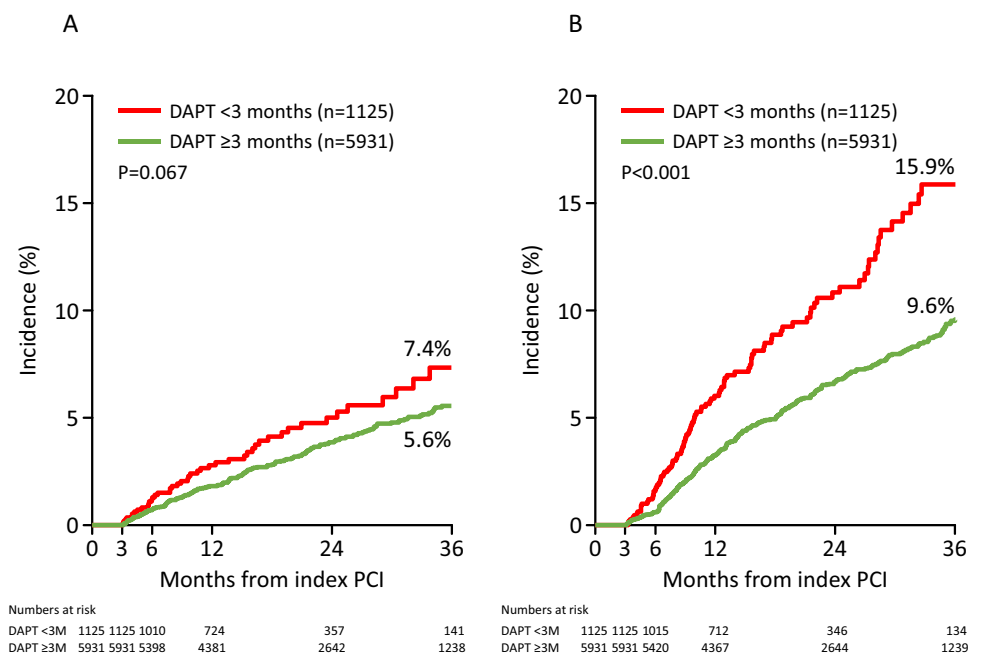 A
20
15
10
5
0
Incidence (%)
DAPT <3 months (n=1125)
DAPT ≥3 months (n=5931)
P=0.067
7.4%
5.6%
0 3 6 12 24 36
Months from index PCI
Numbers at risk
DAPT <3M 1125 1125 1010 724 357 141
DAPT ≥3M 5931 5931 5398 4381 2642 1238
B
20
15
10
5
0
Incidence (%)
DAPT <3 months (n=1125)
DAPT ≥3 months (n=5931)
P<0.001
15.9%
9.6%
0 3 6 12 24 36
Months from index PCI
Numbers at risk
DAPT <3M 1125 1125 1015 712 346 134
DAPT ≥3M 5931 5931 5420 4367 2644 1239